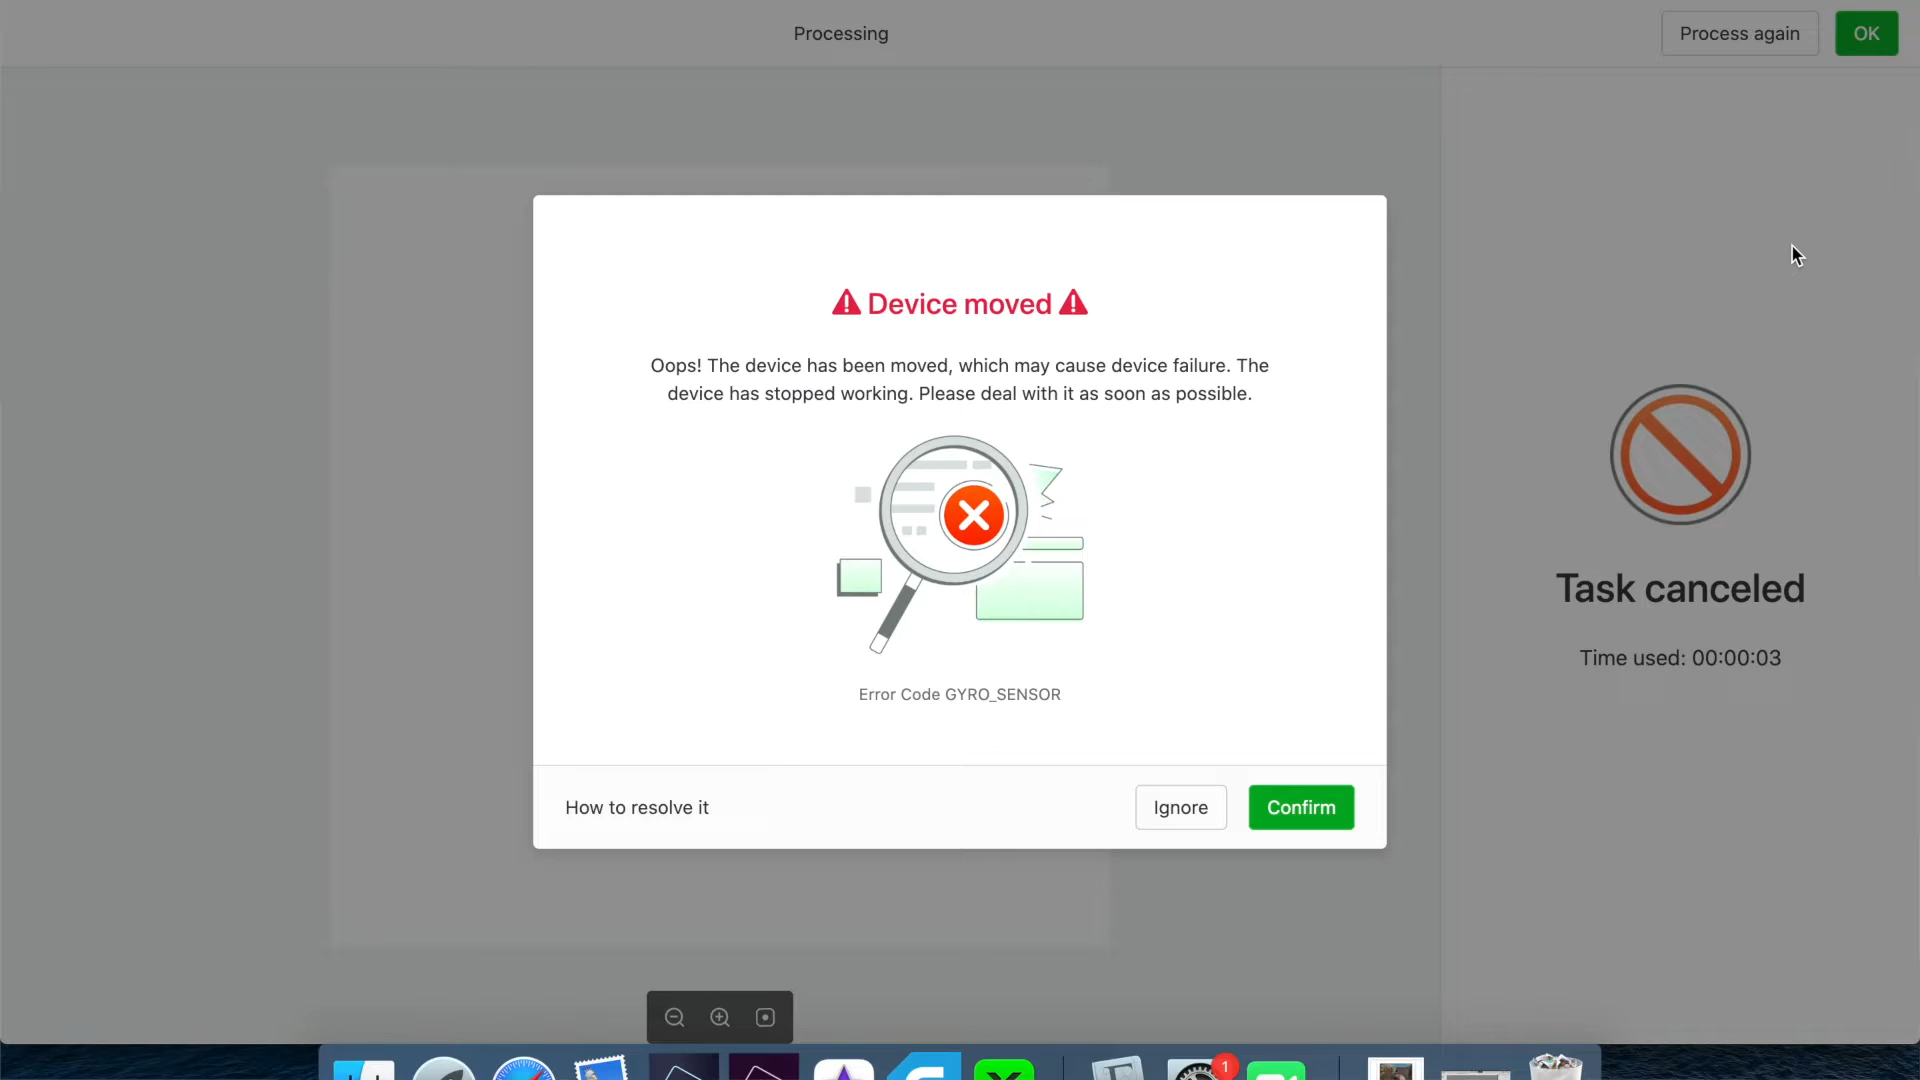 Processing
Process again
OK
Device moved
Oops! The device has been moved, which may cause device failure. The
device has stopped working. Please deal with it as soon as possible.
Error Code GYRO_SENSOR
How to resolve it
Ignore
Confirm
Task canceled
Time used: 00:00:03
1